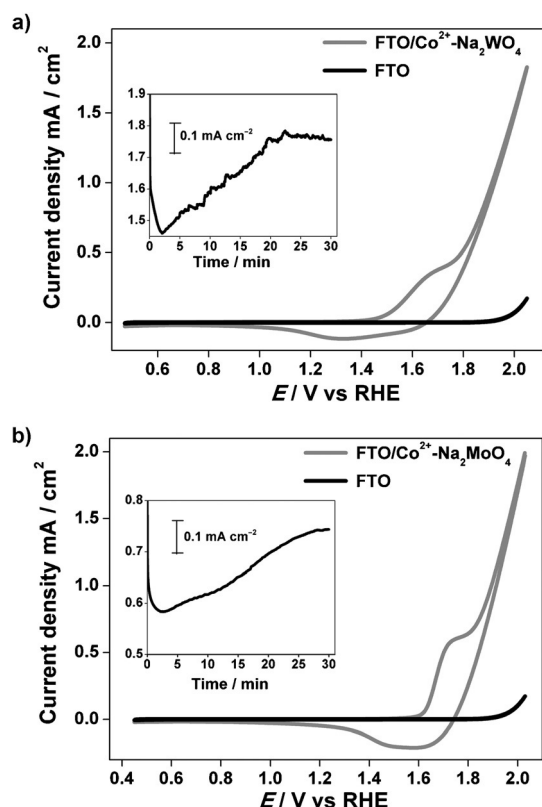 a)
2.0
1.5
1.0
0.5
0.0
Current density mA / cm²
FTO/Co²⁺-Na₂WO₄
FTO
1.8
1.7
1.6
1.5
0.1 mA cm⁻²
0 5 10 15 20 25 30
Time / min
0.6 0.8 1.0 1.2 1.4 1.6 1.8 2.0
E / V vs RHE
b)
2.0
1.5
1.0
0.5
0.0
Current density mA / cm²
FTO/Co²⁺-Na₂MoO₄
FTO
0.8
0.7
0.6
0.5
0.1 mA cm⁻²
0 5 10 15 20 25 30
Time / min
0.4 0.6 0.8 1.0 1.2 1.4 1.6 1.8 2.0
E / V vs RHE